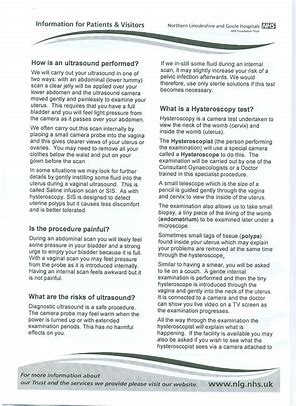 Information for Patients & Visitors
Northern Lincolnshire and Goole Hospitals NHS
NHS Foundation Trust
How is an ultrasound performed?
We will carry out your ultrasound in one of
two ways: with an abdominal (lower tummy)
scan a clear jelly will be applied over your
lower abdomen and the ultrasound camera
moved gently and painlessly to examine your
uterus. This requires that you have a full
bladder and you will feel light pressure from
the camera as it passes over your abdomen.
We often carry out this scan internally by
placing a small camera probe into the vagina
and this gives clearer views of your uterus or
ovaries. You may need to remove all your
clothes below the waist and put on your
gown before the scan
In some situations we may look for further
details by gently instilling some fluid into the
uterus during a vaginal ultrasound. This is
called Saline infusion scan or SIS. As with
hysteroscopy, SIS is designed to detect
uterine polyps but it causes less discomfort
and is better tolerated.
Is the procedure painful?
During an abdominal scan you will likely feel
some pressure in your bladder and a strong
urge to enjoy your bladder because it is full.
With a vaginal scan you may feel pressure
from the probe as it is introduced internally.
Having an internal scan feels awkward but it
is not painful.
What are the risks of ultrasound?
Diagnostic ultrasound is a safe procedure.
The camera probe may feel warm when the
power is turned up or with extended
examination periods. This has no harmful
effects on you.
If we in-still some fluid during an internal
scan, it may slightly increase your risk of a
pelvic infection afterwards. We would
therefore, use only sterile solutions if this test
becomes necessary.
What is a Hysteroscopy test?
Hysteroscopy is a camera test undertaken to
view the neck of the womb (cervix) and
inside the womb (uterus).
The Hysteroscopist (the person performing
the examination) will use a special camera
called a Hysteroscope to do this. The
examination will be carried out by one of the
Consultant Gynaecologists or a Doctor
trained in this specialist procedure.
A small telescope which is the size of a
pencil is guided gently through the vagina
and cervix to view the inside of the uterus.
The examination also allows us to take small
biopsy, a tiny piece of the lining of the womb
(endometrium) to be examined later under a
microscope.
Sometimes small tags of tissue (polyps)
found inside your uterus which may explain
your problems are removed at the same time
through the hysteroscope,
Similar to having a smear, you will be asked
to lie on a couch. A gentle internal
examination is performed and then the tiny
hysteroscope is introduced through the
vagina and gently into the neck of the uterus.
It is connected to a camera and the doctor
can show you live video on a TV screen as
the examination progresses.
All the way through the examination the
hysteroscopist will explain what is
happening. If the facility is available you may
also be asked if you wish to see what the
hysteroscopist sees via a camera attached to
For more information about
our Trust and the services we provide please visit our website.
www.nlg.nhs.uk